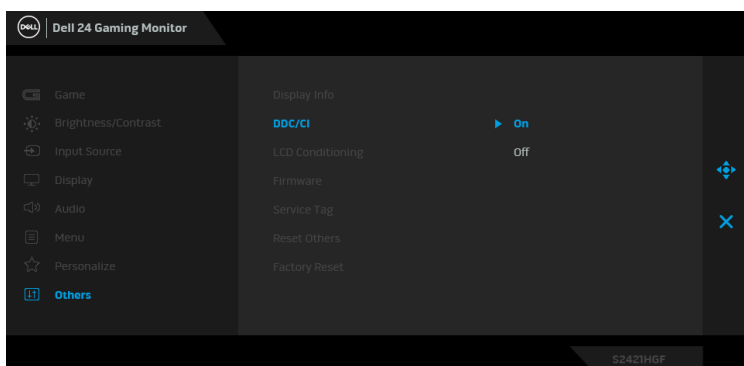 DELL Dell 24 Gaming Monitor
Game
Display Info
Brightness/Contrast
DDC/CI On
Input Source
LCD Conditioning Off
Display
Firmware
Audio
Service Tag
Menu
Reset Others
Personalize
Factory Reset
Others
S2421HGF